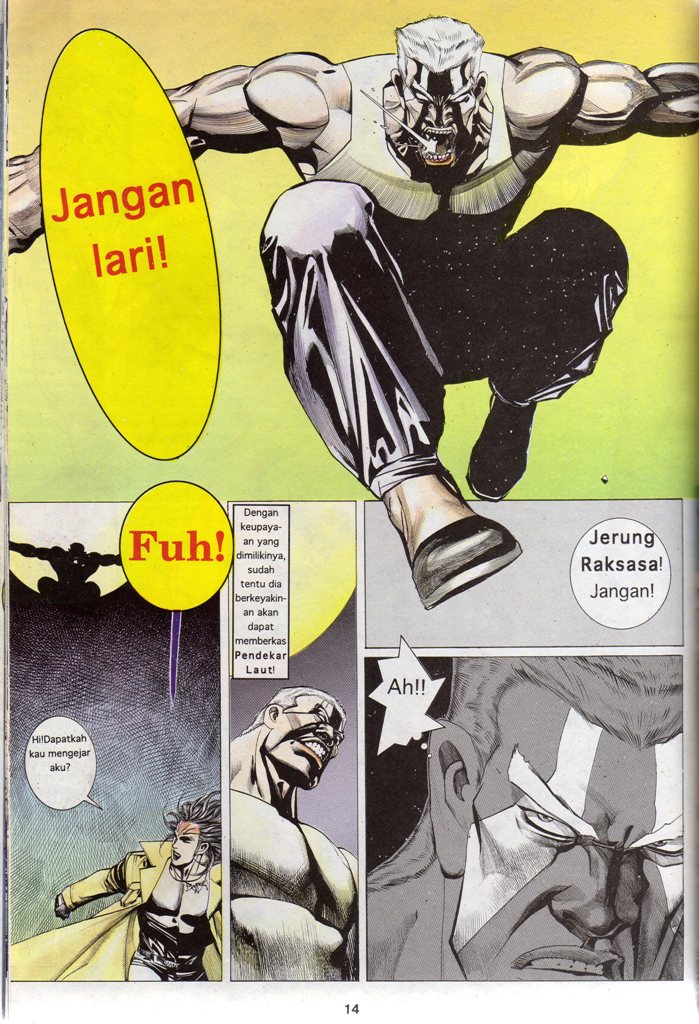 Jangan
lari!
Fuh!
Hi!Dapatkah
kau mengejar
aku?
Dengan
keupaya-
an yang
dimilikinya,
sudah
tentu dia
berkeyakin-
an akan
dapat
memberkas
Pendekar
Laut!
Jerung
Raksasa!
Jangan!
Ah!!
14